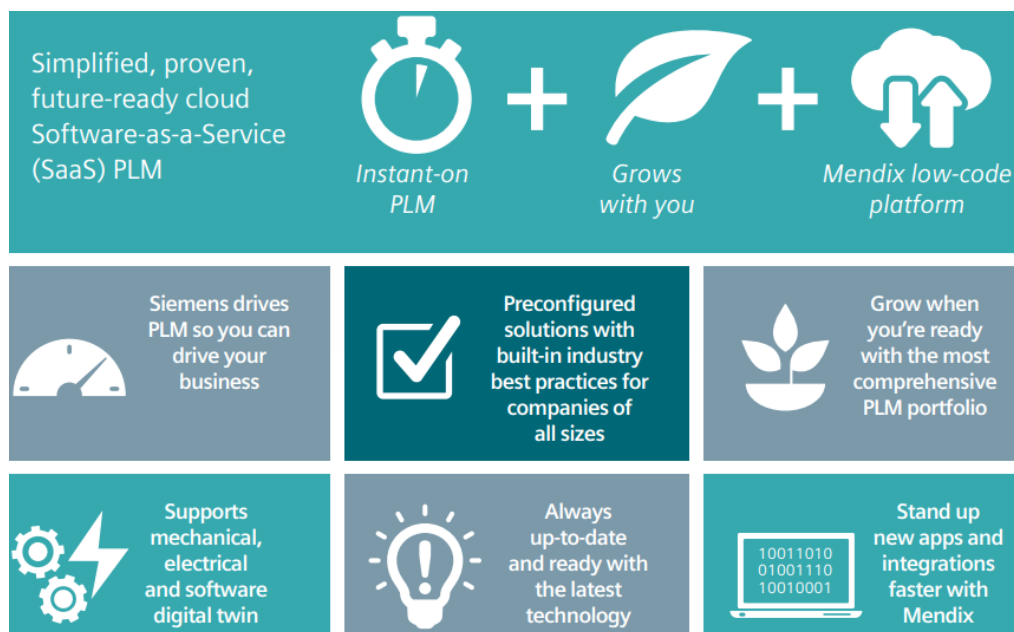 Simplified, proven,
future-ready cloud
Software-as-a-Service
(SaaS) PLM
Instant-on
PLM
Grows
with you
Mendix low-code
platform
Siemens drives
PLM so you can
drive your
business
Preconfigured
solutions with
built-in industry
best practices for
companies of
all sizes
Grow when
you're ready
with the most
comprehensive
PLM portfolio
Supports
mechanical,
electrical
and software
digital twin
Always
up-to-date
and ready with
the latest
technology
10011010
01001110
10010001
Stand up
new apps and
integrations
faster with
Mendix